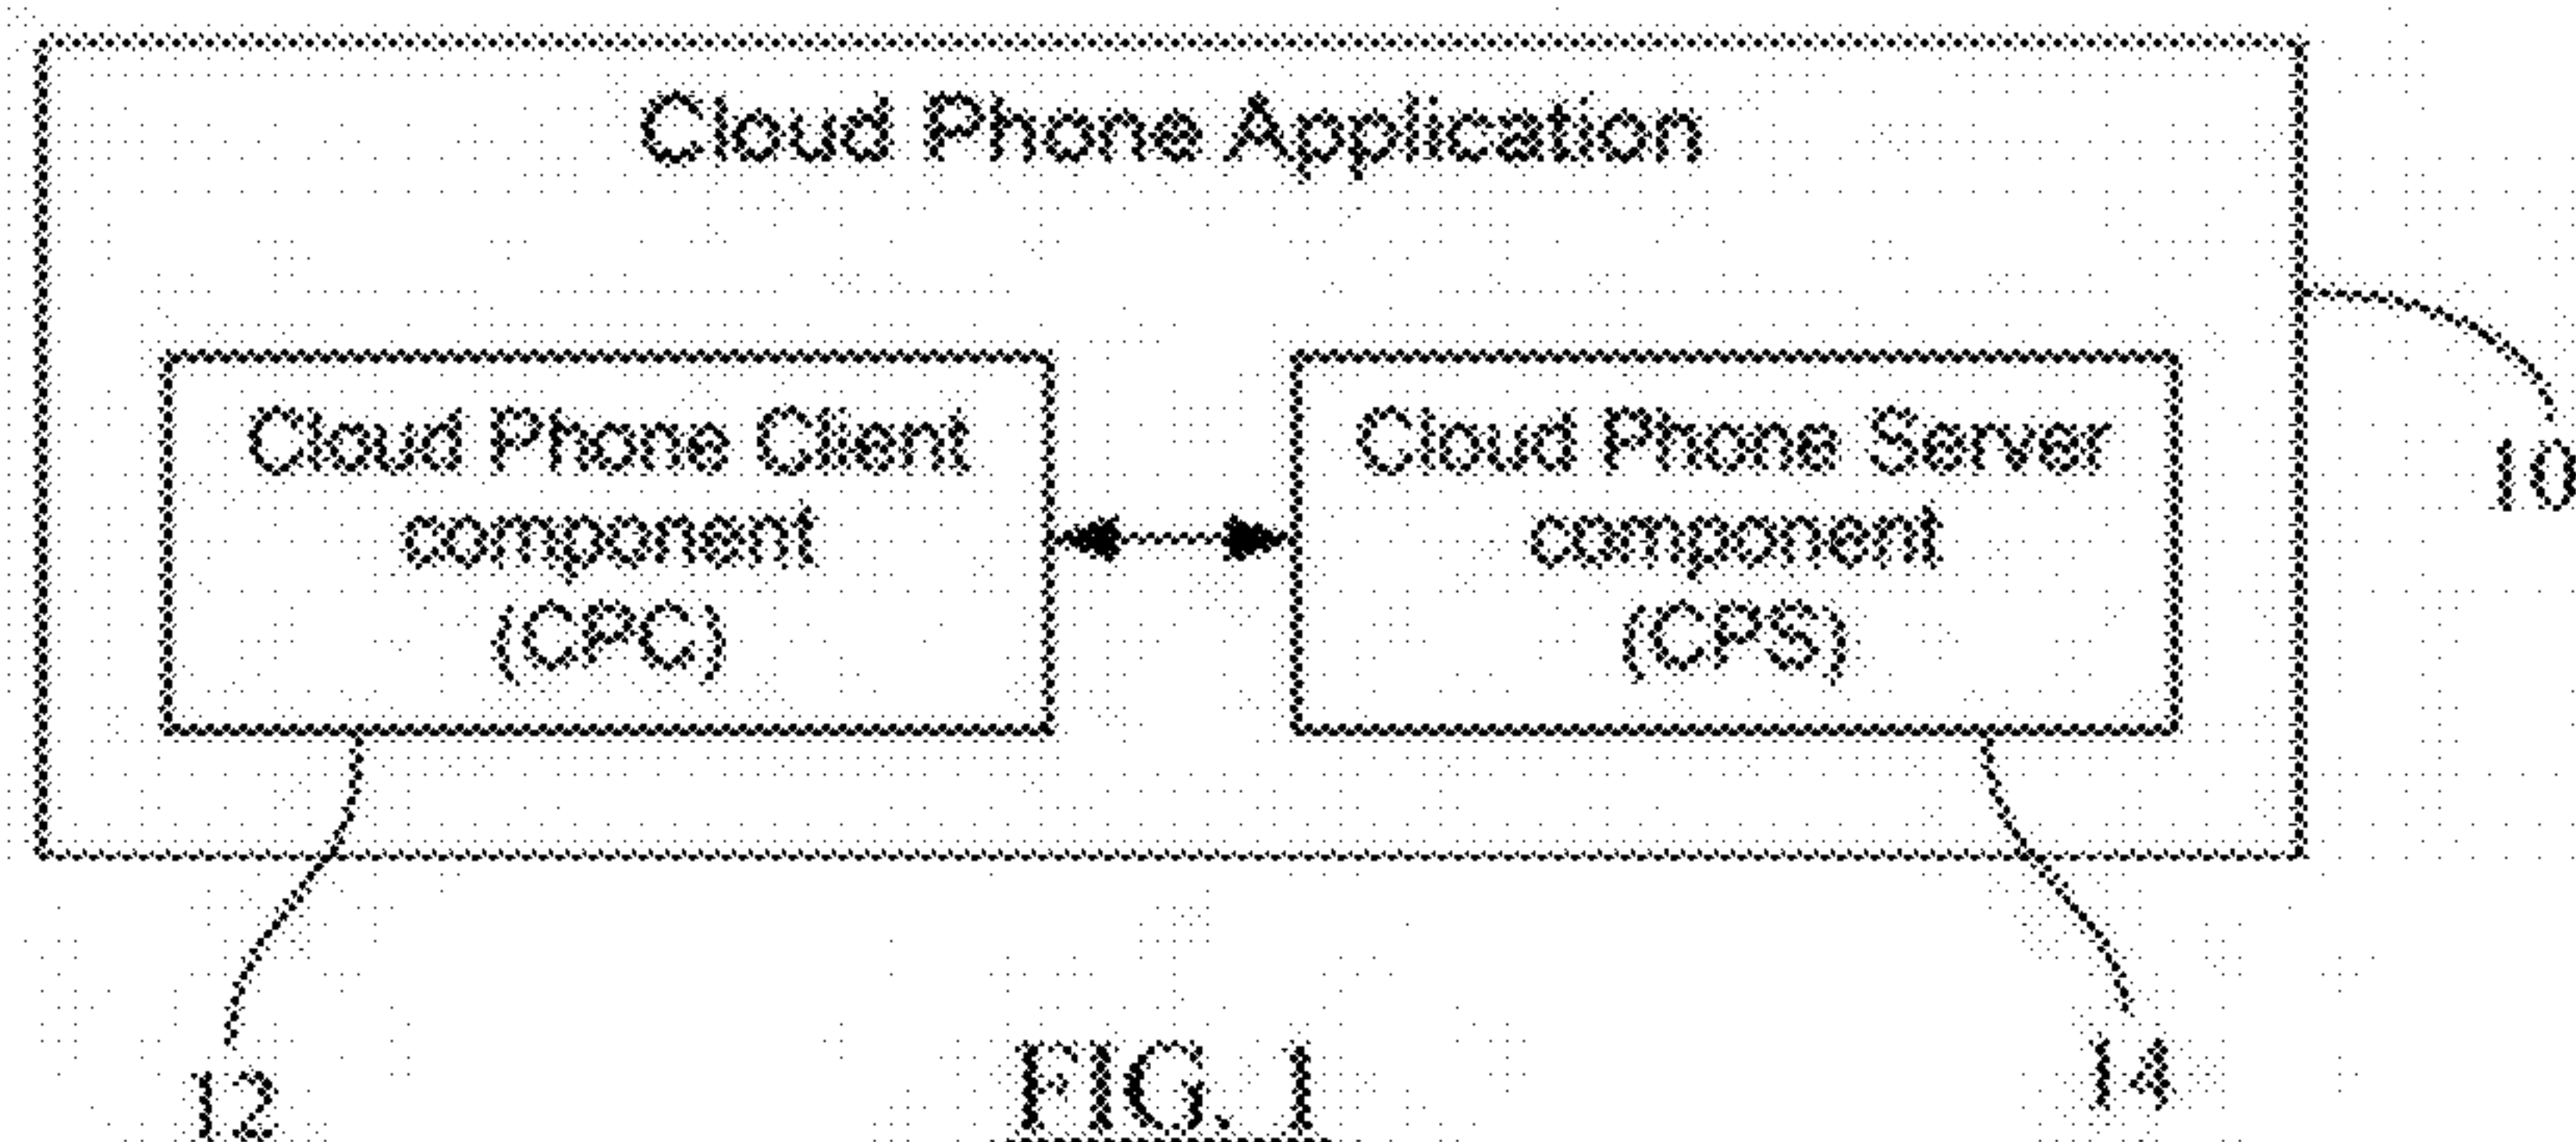 Cloud Phone Application
Cloud Phone Client
component
(CPC)
Cloud Phone Server
component
(CPS)
10
12
14
FIG. 1